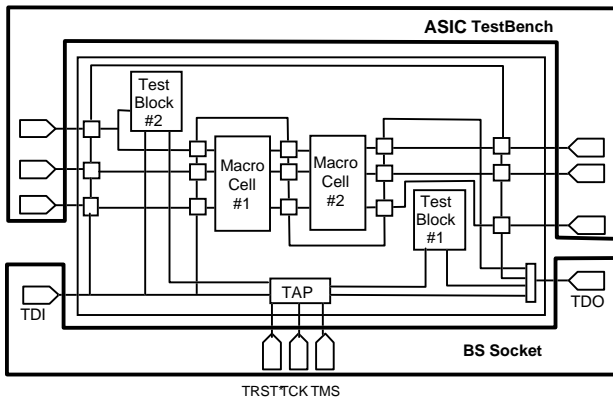 ASIC TestBench
Test
Block
#2
Macro
Cell
#1
Macro
Cell
#2
Test
Block
#1
TAP
TDI
TDO
BS Socket
TRST*TCK TMS